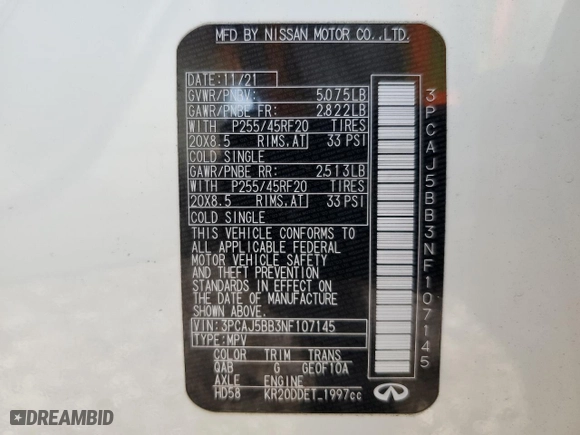 MFD BY NISSAN MOTOR CO.,LTD.
DATE: 11/21
GVWR/PNBV: 5,075LB
GAWR/PNBE FR: 2,822LB
WITH P255/45RF20 TIRES
20X8.5 RIMS,AT 33 PSI
COLD SINGLE
GAWR/PNBE RR: 2,513LB
WITH P255/45RF20 TIRES
20X8.5 RIMS,AT 33 PSI
COLD SINGLE
THIS VEHICLE CONFORMS TO
ALL APPLICABLE FEDERAL
MOTOR VEHICLE SAFETY
AND THEFT PREVENTION
STANDARDS IN EFFECT ON
THE DATE OF MANUFACTURE
SHOWN ABOVE.
VIN: 3PCAJ5BB3NF107145
TYPE: MPV
COLOR TRIM TRANS
QAB G GE0F10A
AXLE ENGINE
HD58 KR20DDET 1997cc
3PCAJ5BB3NF107145
INFINITI
DREAMBID